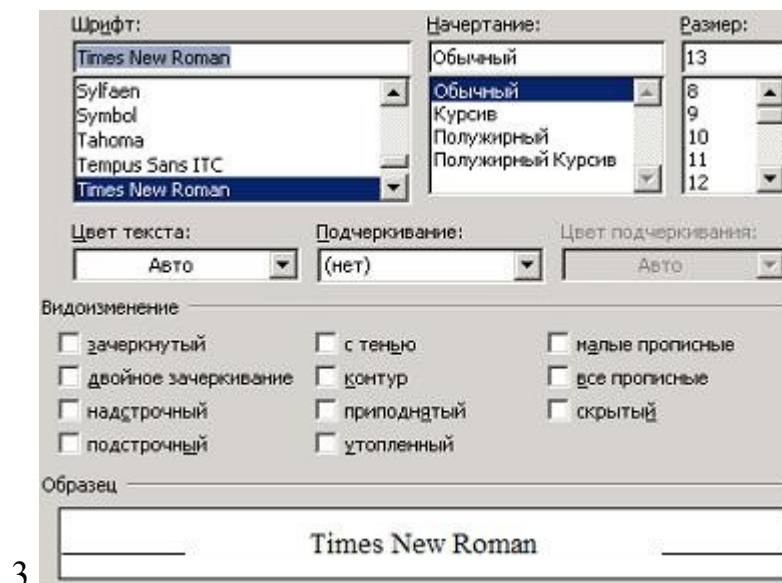 Шрифт: Начертание: Размер:
Times New Roman Обычный 13
Sylfaen Обычный 8
Symbol Курсив 9
Tahoma Полужирный 10
Tempus Sans ITC Полужирный Курсив 11
Times New Roman 12
Цвет текста: Подчеркивание: Цвет подчеркивания:
Авто (нет) Авто
Видоизменение
зачеркнутый с тенью малые прописные
двойное зачеркивание контур все прописные
надстрочный приподнятый скрытый
подстрочный утопленный
Образец
Times New Roman
3